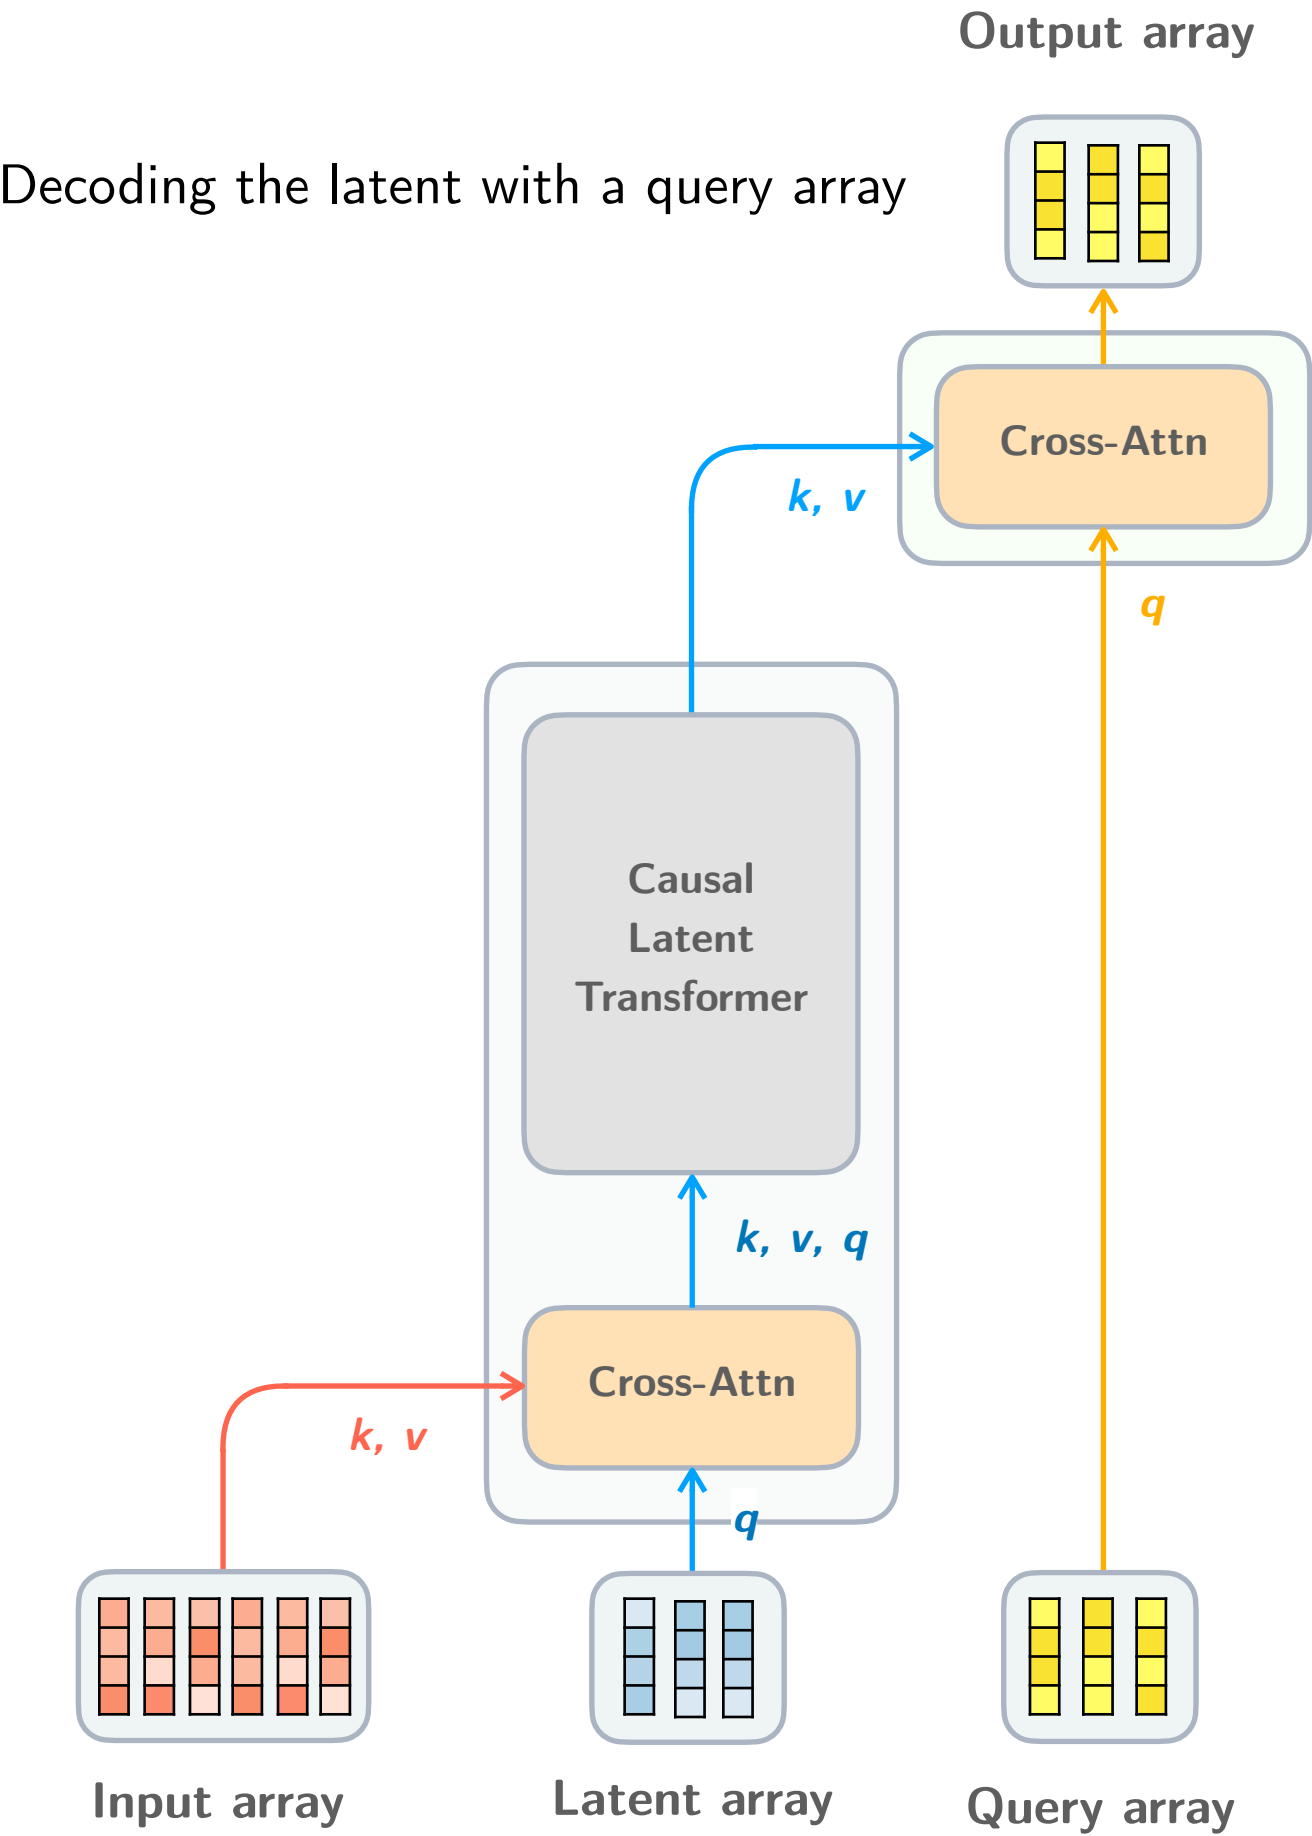 Output array
Decoding the latent with a query array
Cross-Attn
k, v
q
Causal
Latent
Transformer
k, v, q
Cross-Attn
k, v
q
Input array
Latent array
Query array